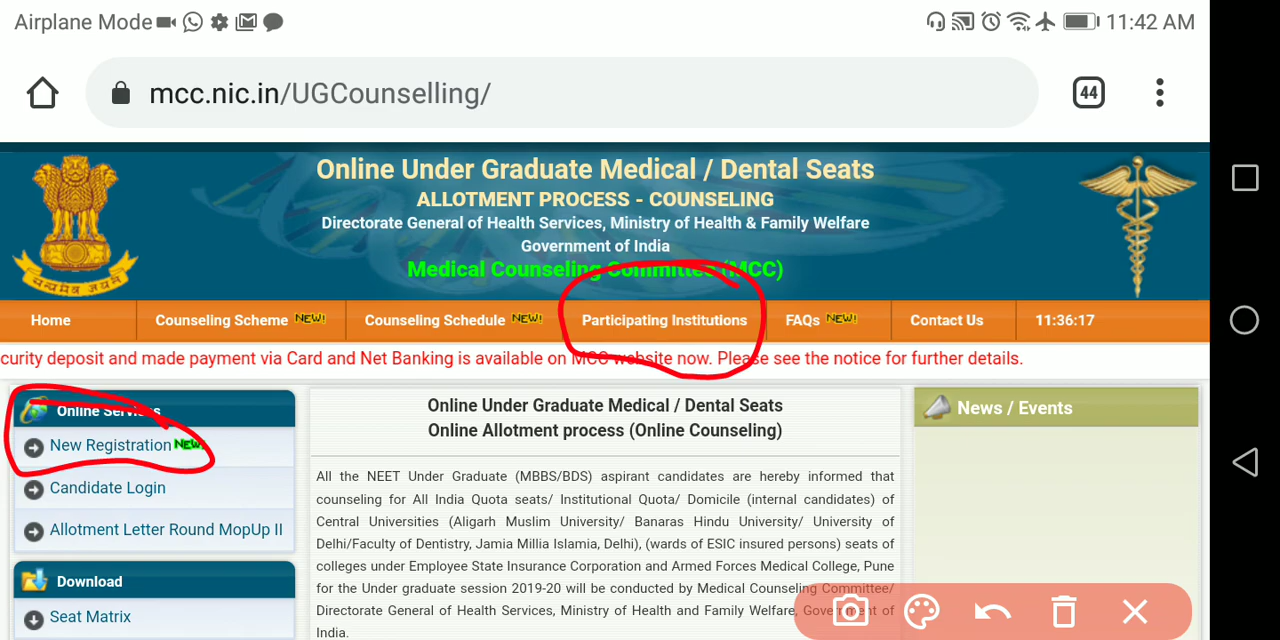 Airplane Mode
11:42 AM
mcc.nic.in/UGCounselling/
44
Online Under Graduate Medical / Dental Seats
ALLOTMENT PROCESS - COUNSELING
Directorate General of Health Services, Ministry of Health & Family Welfare
Government of India
Medical Counseling Committee (MCC)
सत्यमेव जयते
Home
Counseling Scheme NEW!
Counseling Schedule NEW!
Participating Institutions
FAQs NEW!
Contact Us
11:36:17
curity deposit and made payment via Card and Net Banking is available on MCC website now. Please see the notice for further details.
Online Services
New Registration NEW!
Candidate Login
Allotment Letter Round MopUp II
Download
Seat Matrix
Online Under Graduate Medical / Dental Seats
Online Allotment process (Online Counseling)
All the NEET Under Graduate (MBBS/BDS) aspirant candidates are hereby informed that
counseling for All India Quota seats/ Institutional Quota/ Domicile (internal candidates) of
Central Universities (Aligarh Muslim University/ Banaras Hindu University/ University of
Delhi/Faculty of Dentistry, Jamia Millia Islamia, Delhi), (wards of ESIC insured persons) seats of
colleges under Employee State Insurance Corporation and Armed Forces Medical College, Pune
for the Under graduate session 2019-20 will be conducted by Medical Counseling Committee/
Directorate General of Health Services, Ministry of Health and Family Welfare, Government of
India.
News / Events